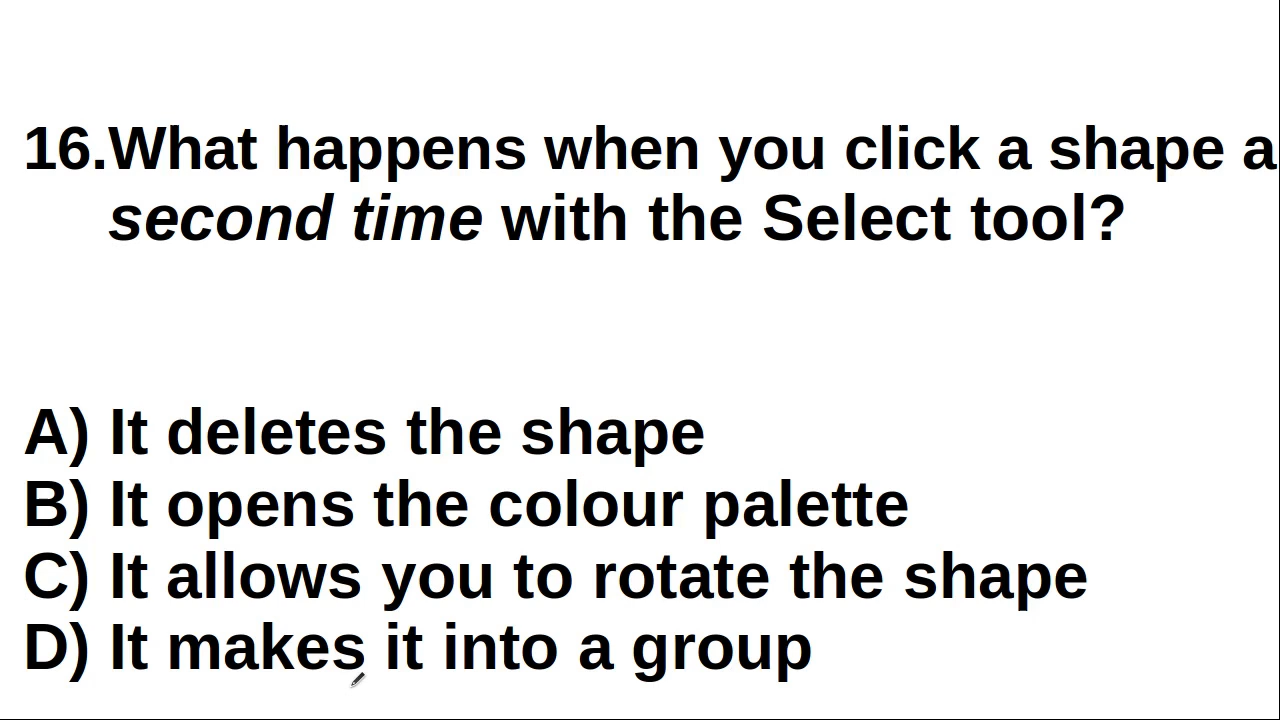 16.What happens when you click a shape a
second time with the Select tool?
A) It deletes the shape
B) It opens the colour palette
C) It allows you to rotate the shape
D) It makes it into a group